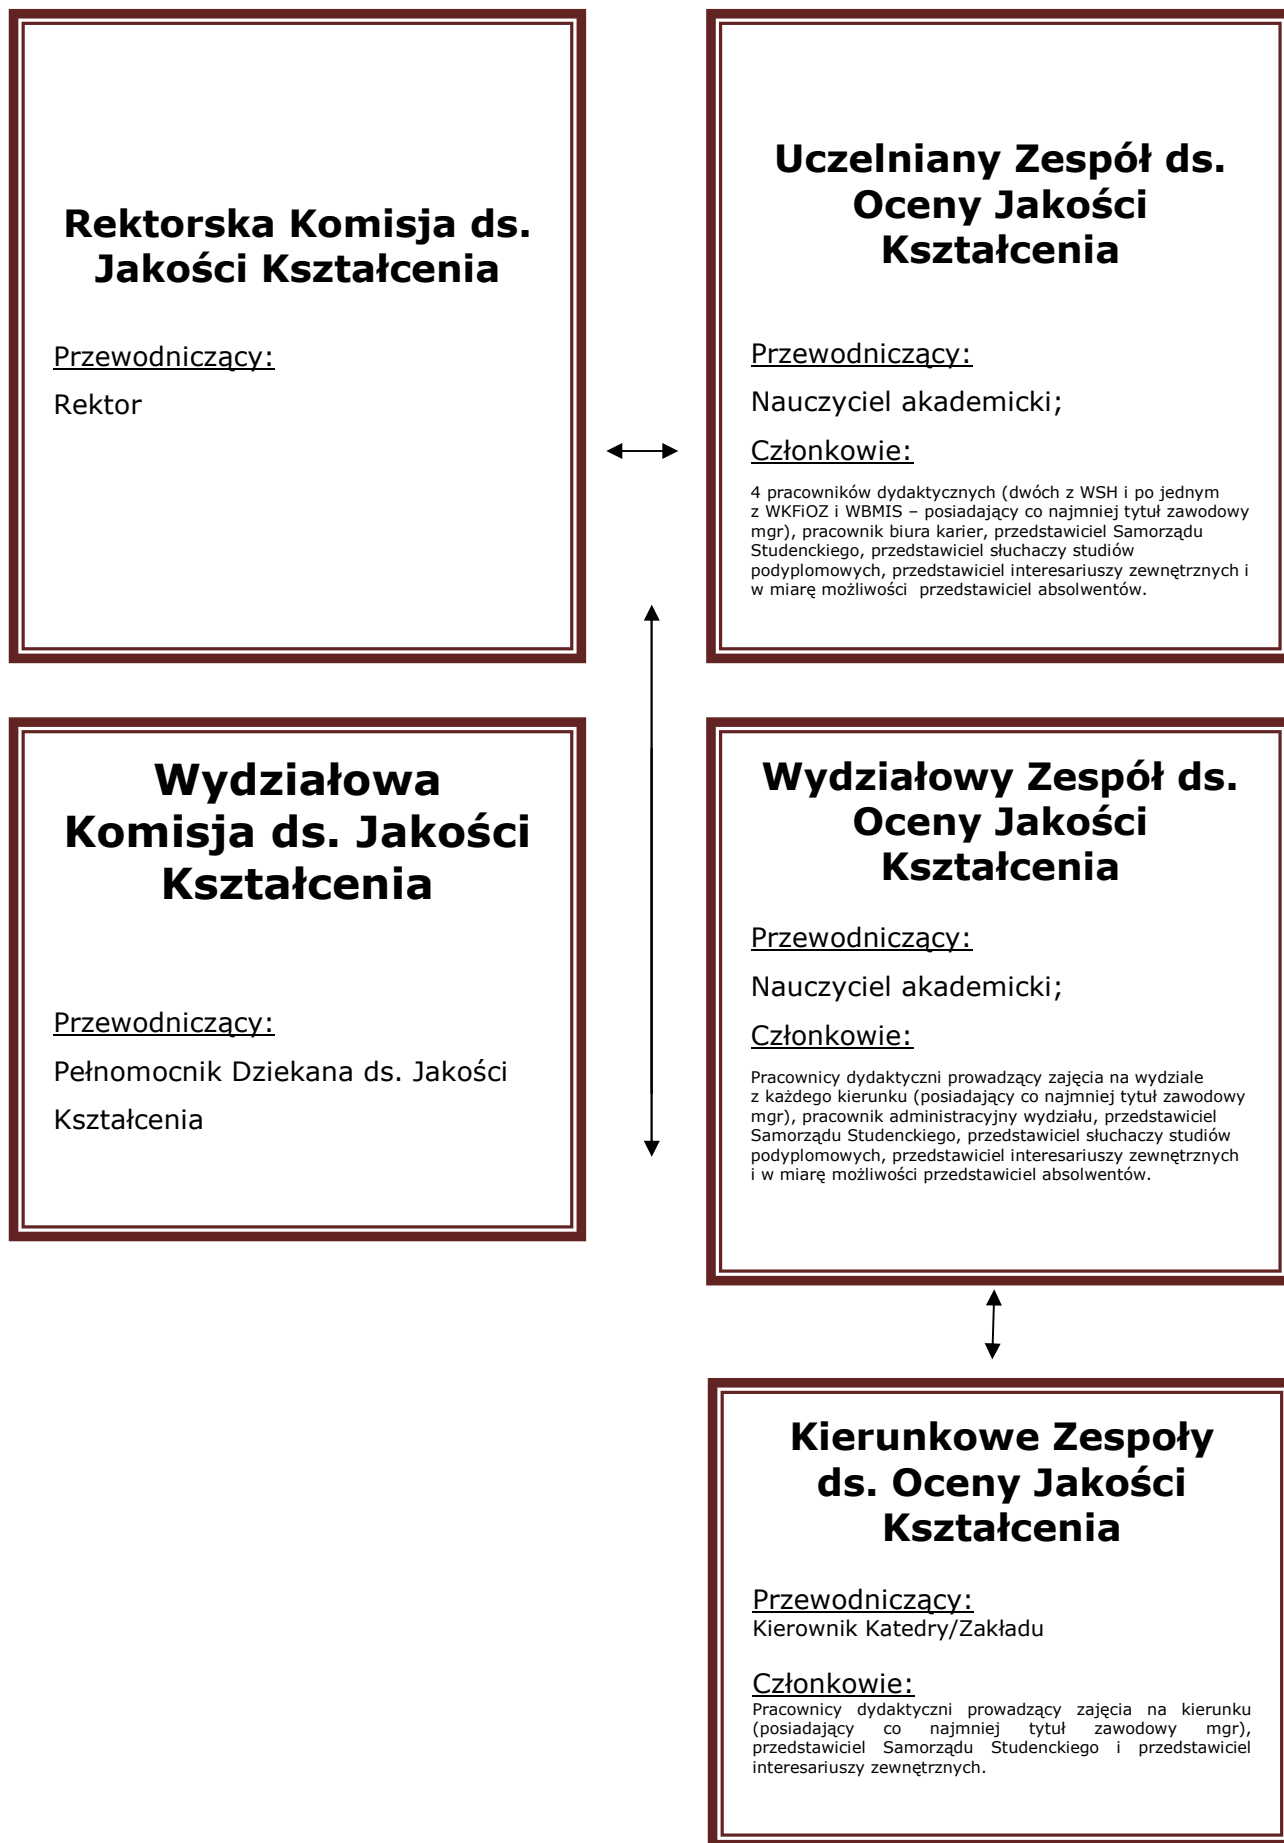 Rektorska Komisja ds.
Jakości Kształcenia
Przewodniczący:
Rektor
Uczelniany Zespół ds.
Oceny Jakości
Kształcenia
Przewodniczący:
Nauczyciel akademicki;
Członkowie:
4 pracowników dydaktycznych (dwóch z WSH i po jednym
z WKFiOZ i WBMIS – posiadający co najmniej tytuł zawodowy
mgr), pracownik biura karier, przedstawiciel Samorządu
Studenckiego, przedstawiciel słuchaczy studiów
podyplomowych, przedstawiciel interesariuszy zewnętrznych i
w miarę możliwości  przedstawiciel absolwentów.
Wydziałowa
Komisja ds. Jakości
Kształcenia
Przewodniczący:
Pełnomocnik Dziekana ds. Jakości
Kształcenia
Wydziałowy Zespół ds.
Oceny Jakości
Kształcenia
Przewodniczący:
Nauczyciel akademicki;
Członkowie:
Pracownicy dydaktyczni prowadzący zajęcia na wydziale
z każdego kierunku (posiadający co najmniej tytuł zawodowy
mgr), pracownik administracyjny wydziału, przedstawiciel
Samorządu Studenckiego, przedstawiciel słuchaczy studiów
podyplomowych, przedstawiciel interesariuszy zewnętrznych
i w miarę możliwości przedstawiciel absolwentów.
Kierunkowe Zespoły
ds. Oceny Jakości
Kształcenia
Przewodniczący:
Kierownik Katedry/Zakładu
Członkowie:
Pracownicy dydaktyczni prowadzący zajęcia na kierunku
(posiadający co najmniej tytuł zawodowy mgr),
przedstawiciel Samorządu Studenckiego i przedstawiciel
interesariuszy zewnętrznych.